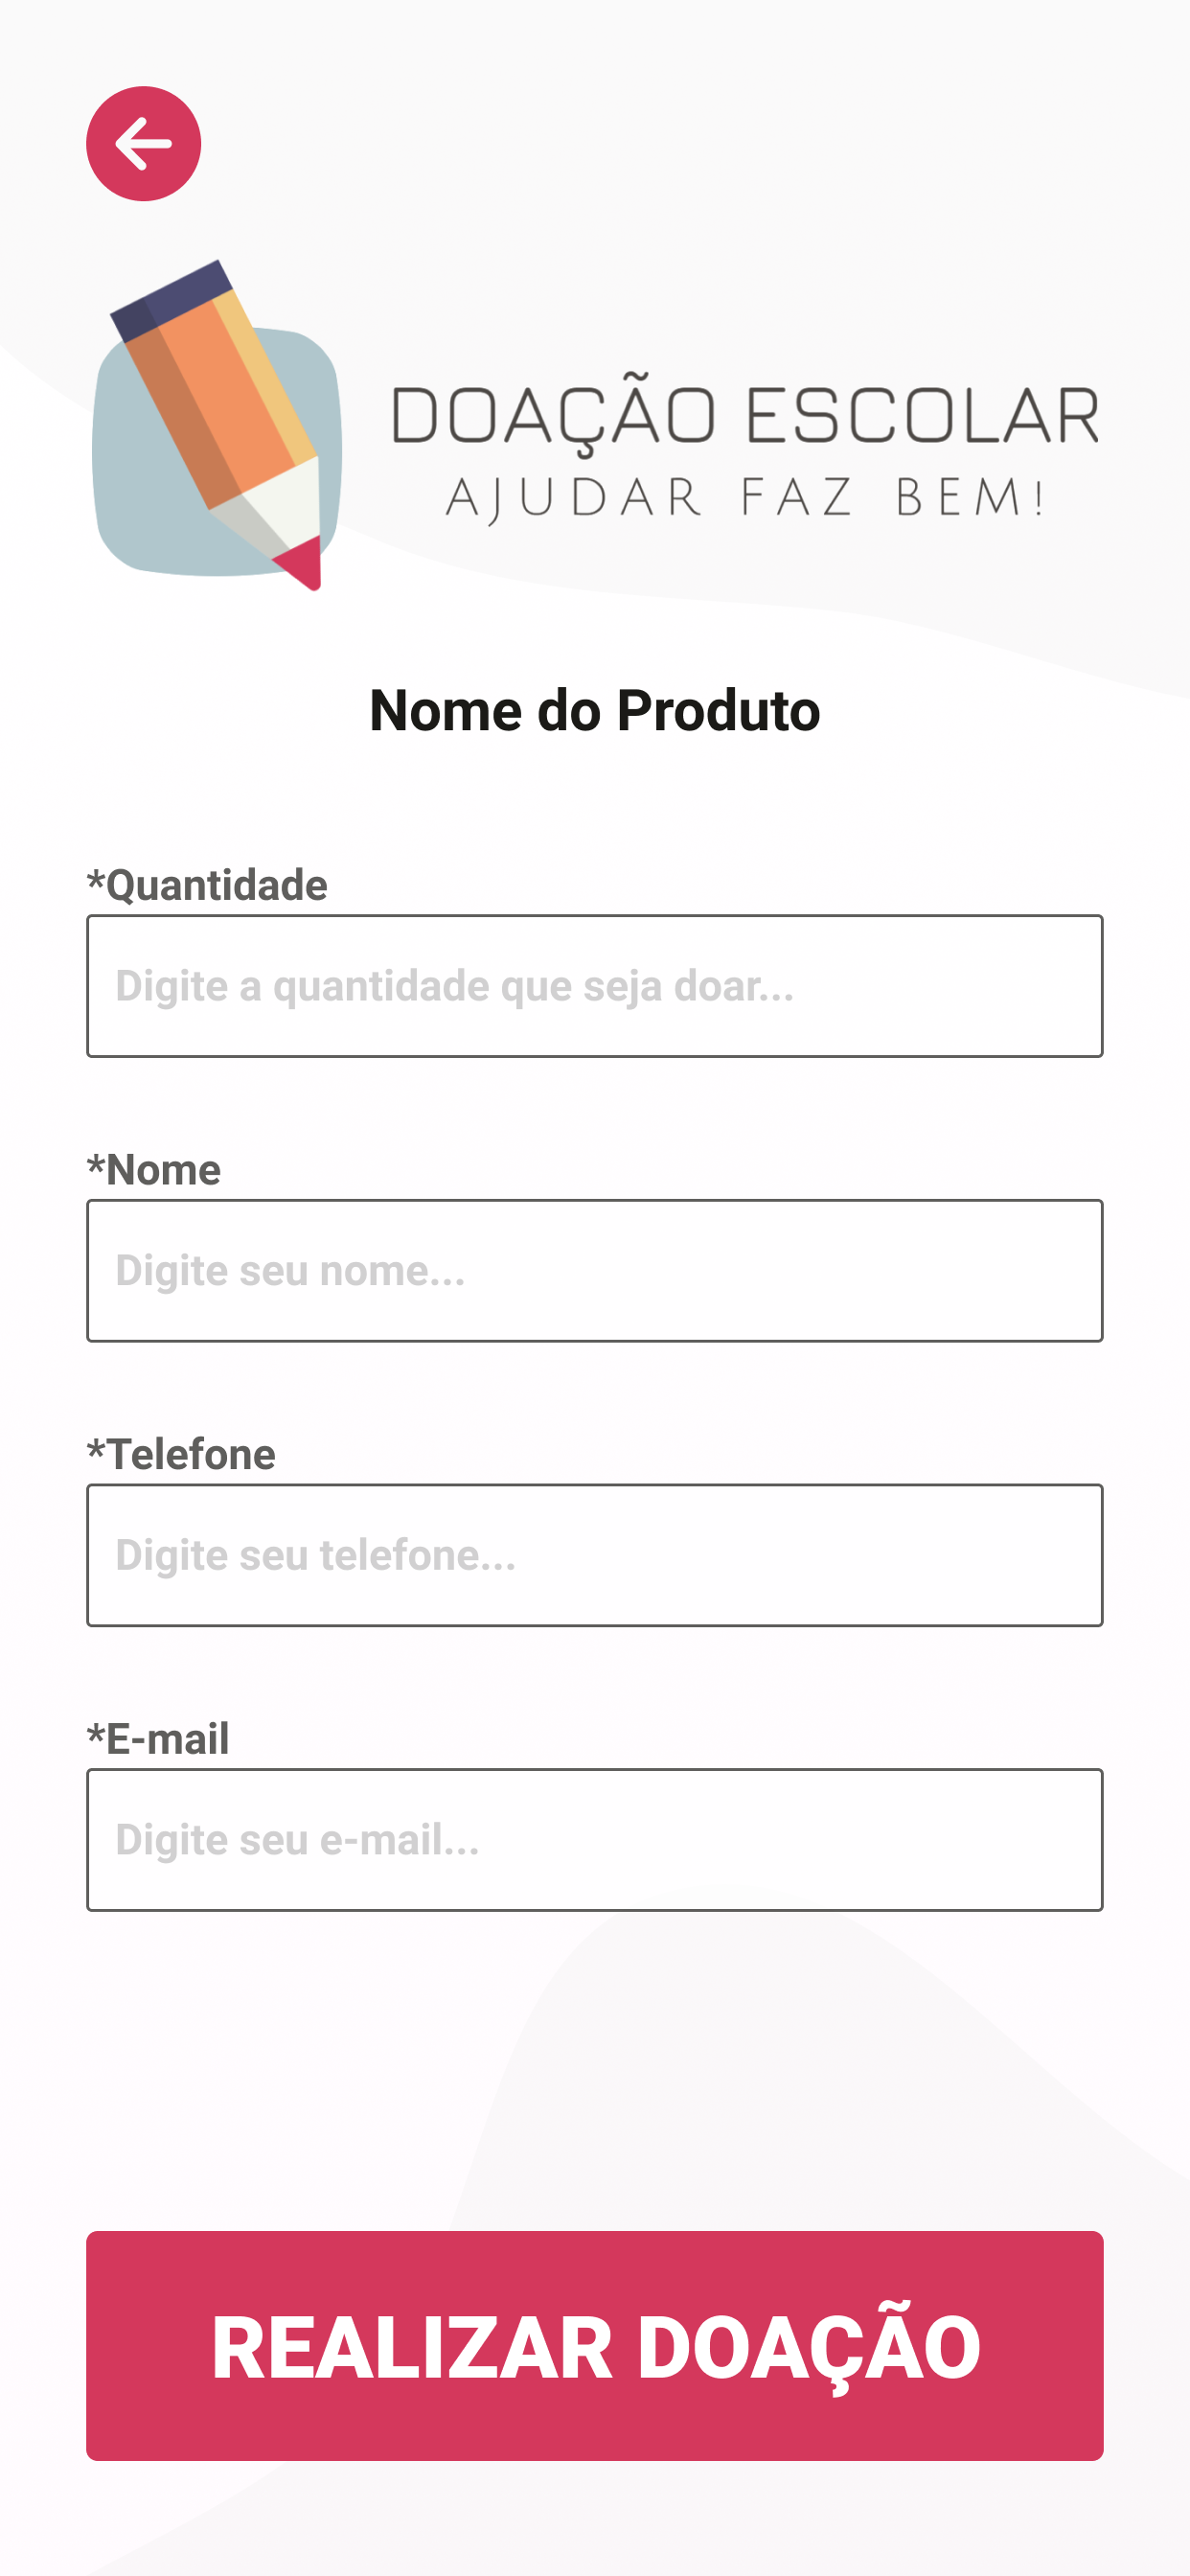 DOAÇÃO ESCOLAR
AJUDAR FAZ BEM!
Nome do Produto
*Quantidade
Digite a quantidade que seja doar...
*Nome
Digite seu nome...
*Telefone
Digite seu telefone...
*E-mail
Digite seu e-mail...
REALIZAR DOAÇÃO